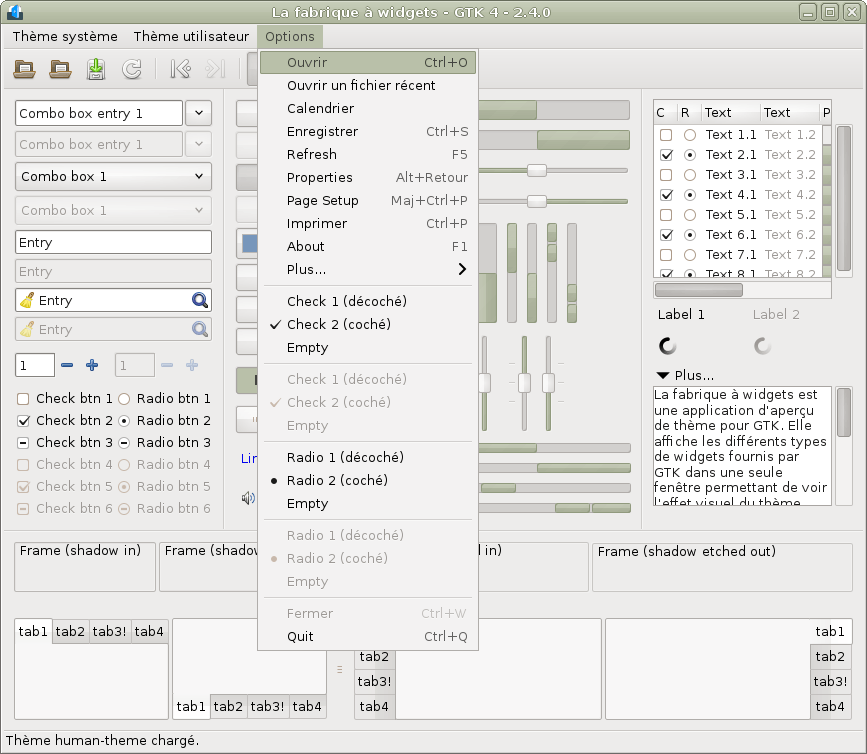 La fabrique à widgets - GTK 4 - 2.4.0
Thème système Thème utilisateur Options
Ouvrir Ctrl+O
Ouvrir un fichier récent
Calendrier
Enregistrer Ctrl+S
Refresh F5
Properties Alt+Retour
Page Setup Maj+Ctrl+P
Imprimer Ctrl+P
About F1
Plus...
Check 1 (décoché)
Check 2 (coché)
Empty
Check 1 (décoché)
Check 2 (coché)
Empty
Radio 1 (décoché)
Radio 2 (coché)
Empty
Radio 1 (décoché)
Radio 2 (coché)
Empty
Fermer Ctrl+W
Quit Ctrl+Q
Combo box entry 1
Combo box entry 1
Combo box 1
Combo box 1
Entry
Entry
Entry
Entry
1 1
Check btn 1 Radio btn 1
Check btn 2 Radio btn 2
Check btn 3 Radio btn 3
Check btn 4 Radio btn 4
Check btn 5 Radio btn 5
Check btn 6 Radio btn 6
C R Text Text P
Text 1.1 Text 1.2
Text 2.1 Text 2.2
Text 3.1 Text 3.2
Text 4.1 Text 4.2
Text 5.1 Text 5.2
Text 6.1 Text 6.2
Text 7.1 Text 7.2
Text 8.1 Text 8.2
Label 1 Label 2
Plus...
La fabrique à widgets est
une application d'aperçu
de thème pour GTK. Elle
affiche les différents types
de widgets fournis par
GTK dans une seule
fenêtre permettant de voir
l'effet visuel du thème
Frame (shadow in)
in)
Frame (shadow etched out)
tab1 tab2 tab3! tab4
tab1 tab2 tab3! tab4
tab2
tab3!
tab4
tab1
tab2
tab3!
tab4
Thème human-theme chargé.